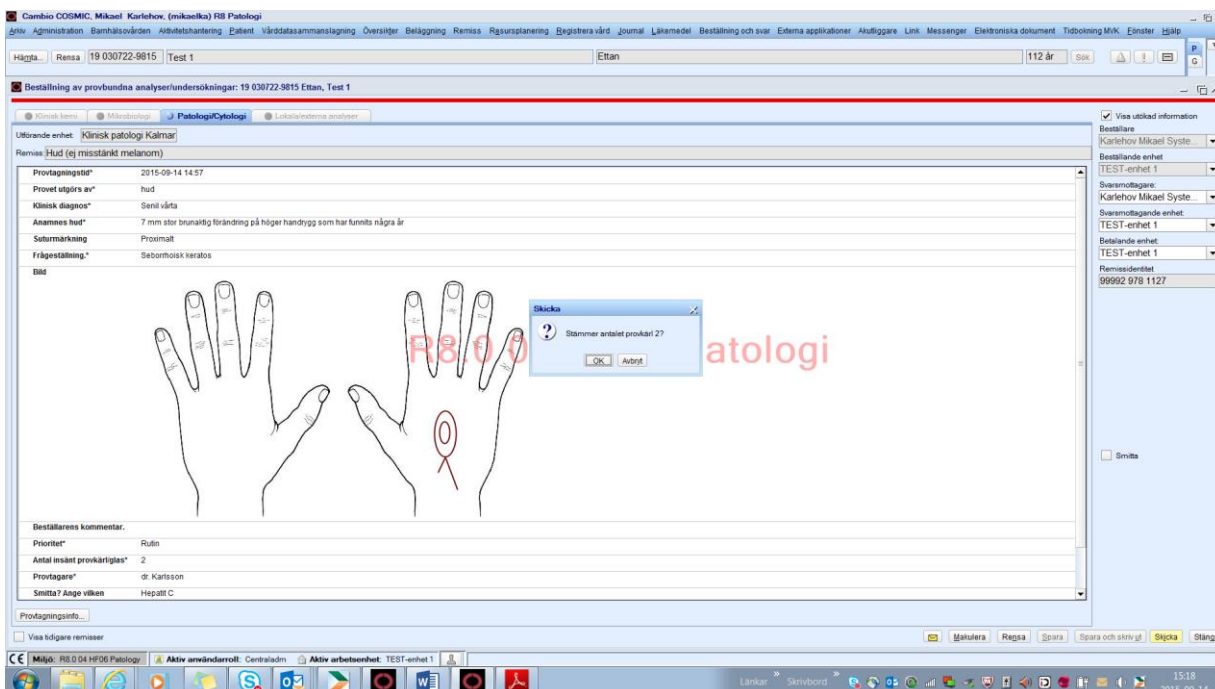 Cambio COSMIC, Mikael Karlehov, (mikaelka) R8 Patologi
Arkiv Administration Barnhälsovården Aktivitetshantering Patient Vårddatasammanslagning Översikter Beläggning Remiss Resursplanering Registrera vård Journal Läkemedel Beställning och svar Externa applikationer Akutliggare Link Messenger Elektroniska dokument Tidbokning MVK Fönster Hjälp
Hämta... Rensa 19 030722-9815 Test 1 Ettan 112 år Sök P
G
Beställning av provbundna analyser/undersökningar: 19 030722-9815 Ettan, Test 1
Klinisk kemi Mikrobiologi Patologi/Cytologi Lokala/externa analyser
Utförande enhet: Klinisk patologi Kalmar
Remiss: Hud (ej misstänkt melanom)
Provtagningstid* 2015-09-14 14:57
Provet utgörs av* hud
Klinisk diagnos* Senil vårta
Anamnes hud* 7 mm stor brunaktig förändring på höger handrygg som har funnits några år
Suturmärkning Proximalt
Frågeställning.* Seborrhoisk keratos
Bild
R8.0 0 atologi
Skicka
Stämmer antalet provkärl 2?
OK Avbryt
Beställarens kommentar.
Prioritet* Rutin
Antal insänt provkärl/glas* 2
Provtagare* dr. Karlsson
Smitta? Ange vilken Hepatit C
Visa utökad information
Beställare
Karlehov Mikael Syste...
Beställande enhet
TEST-enhet 1
Svarsmottagare:
Karlehov Mikael Syste...
Svarsmottagande enhet:
TEST-enhet 1
Betalande enhet:
TEST-enhet 1
Remissidentitet
99992 978 1127
Smitta
Provtagningsinfo...
Visa tidigare remisser Makulera Rensa Spara Spara och skriv ut Skicka Stäng
Miljö: R8.0 04 HF06 Patology Aktiv användarroll: Centraladm Aktiv arbetsenhet: TEST-enhet 1
Länkar » Skrivbord » 15:18
2015-09-14